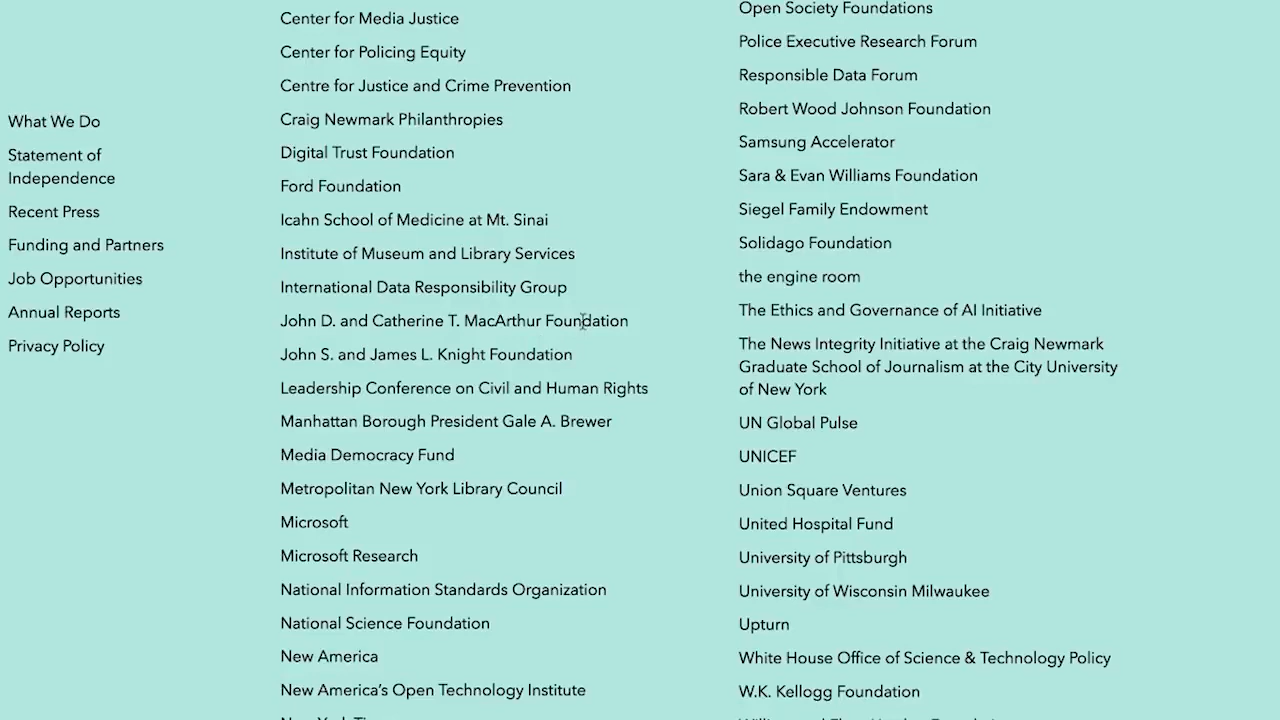 What We Do
Statement of
Independence
Recent Press
Funding and Partners
Job Opportunities
Annual Reports
Privacy Policy
Center for Media Justice
Center for Policing Equity
Centre for Justice and Crime Prevention
Craig Newmark Philanthropies
Digital Trust Foundation
Ford Foundation
Icahn School of Medicine at Mt. Sinai
Institute of Museum and Library Services
International Data Responsibility Group
John D. and Catherine T. MacArthur Foundation
John S. and James L. Knight Foundation
Leadership Conference on Civil and Human Rights
Manhattan Borough President Gale A. Brewer
Media Democracy Fund
Metropolitan New York Library Council
Microsoft
Microsoft Research
National Information Standards Organization
National Science Foundation
New America
New America's Open Technology Institute
Open Society Foundations
Police Executive Research Forum
Responsible Data Forum
Robert Wood Johnson Foundation
Samsung Accelerator
Sara & Evan Williams Foundation
Siegel Family Endowment
Solidago Foundation
the engine room
The Ethics and Governance of AI Initiative
The News Integrity Initiative at the Craig Newmark
Graduate School of Journalism at the City University
of New York
UN Global Pulse
UNICEF
Union Square Ventures
United Hospital Fund
University of Pittsburgh
University of Wisconsin Milwaukee
Upturn
White House Office of Science & Technology Policy
W.K. Kellogg Foundation